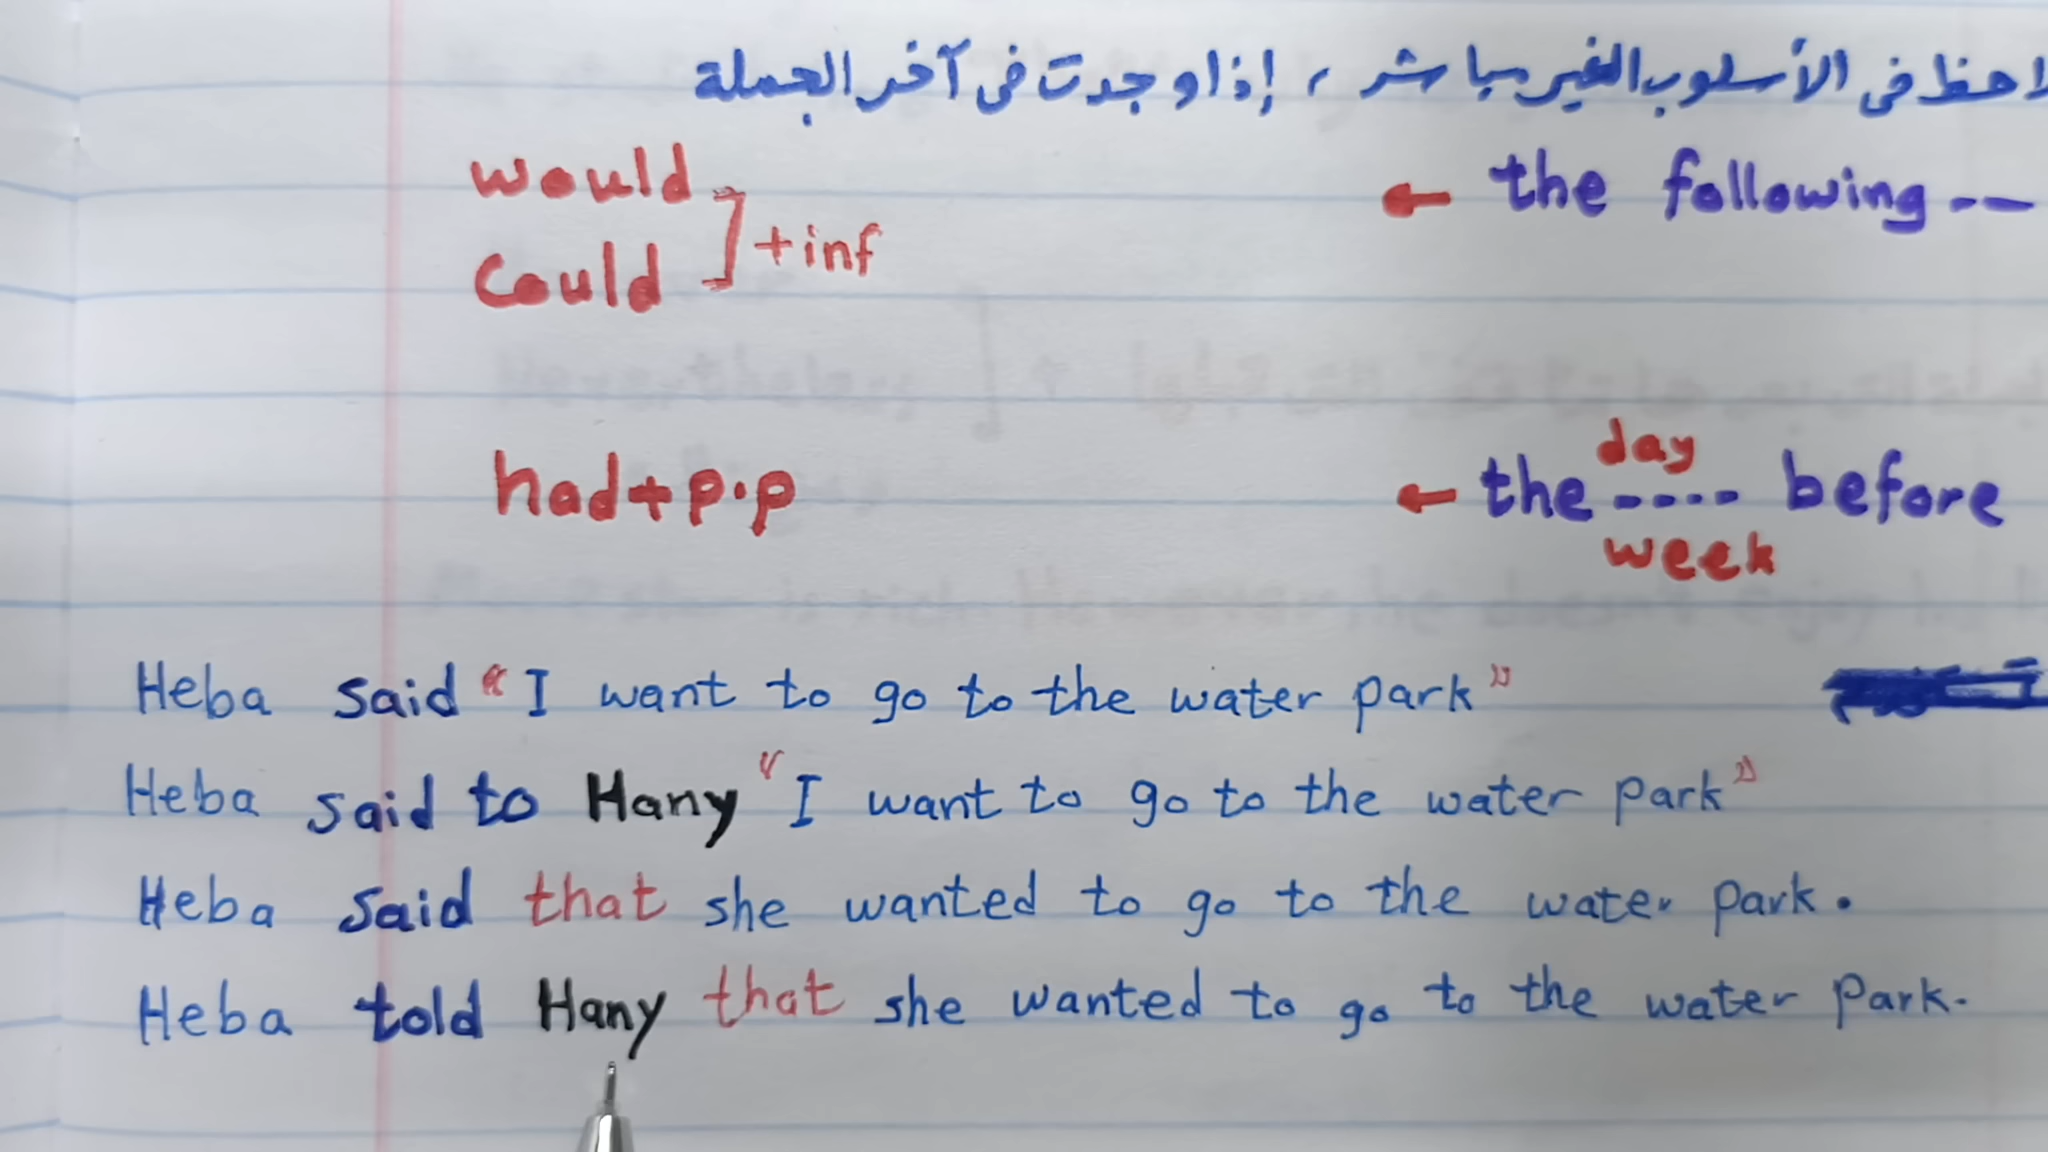 لاحظ فى الأسلوب الغير مباشر ، إذا وجدت فى آخر الجملة
the following -- ← would
could ] + inf
the .... before ← had + p.p
day
week
Heba said " I want to go to the water park "
Heba said to Hany " I want to go to the water park "
Heba said that she wanted to go to the water park.
Heba told Hany that she wanted to go to the water park.